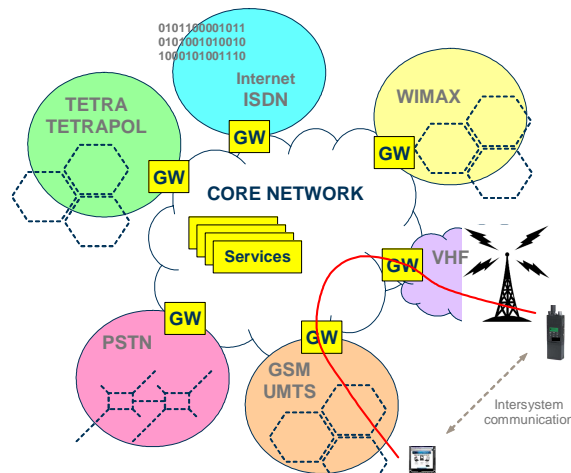 0101100001011
0101001010010
1000101001110
Internet
ISDN
TETRA
TETRAPOL
WIMAX
GW
GW
GW
CORE NETWORK
Services
GW
VHF
GW
PSTN
GW
GSM
UMTS
Intersystem
communication